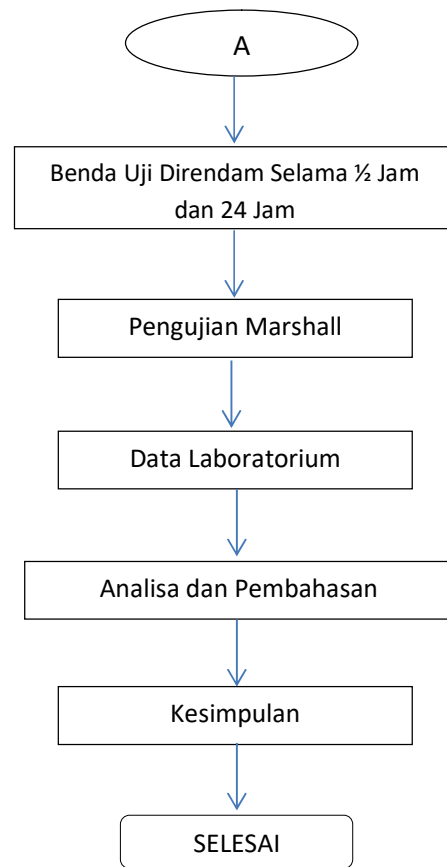 A
Benda Uji Direndam Selama ½ Jam
dan 24 Jam
Pengujian Marshall
Data Laboratorium
Analisa dan Pembahasan
Kesimpulan
SELESAI